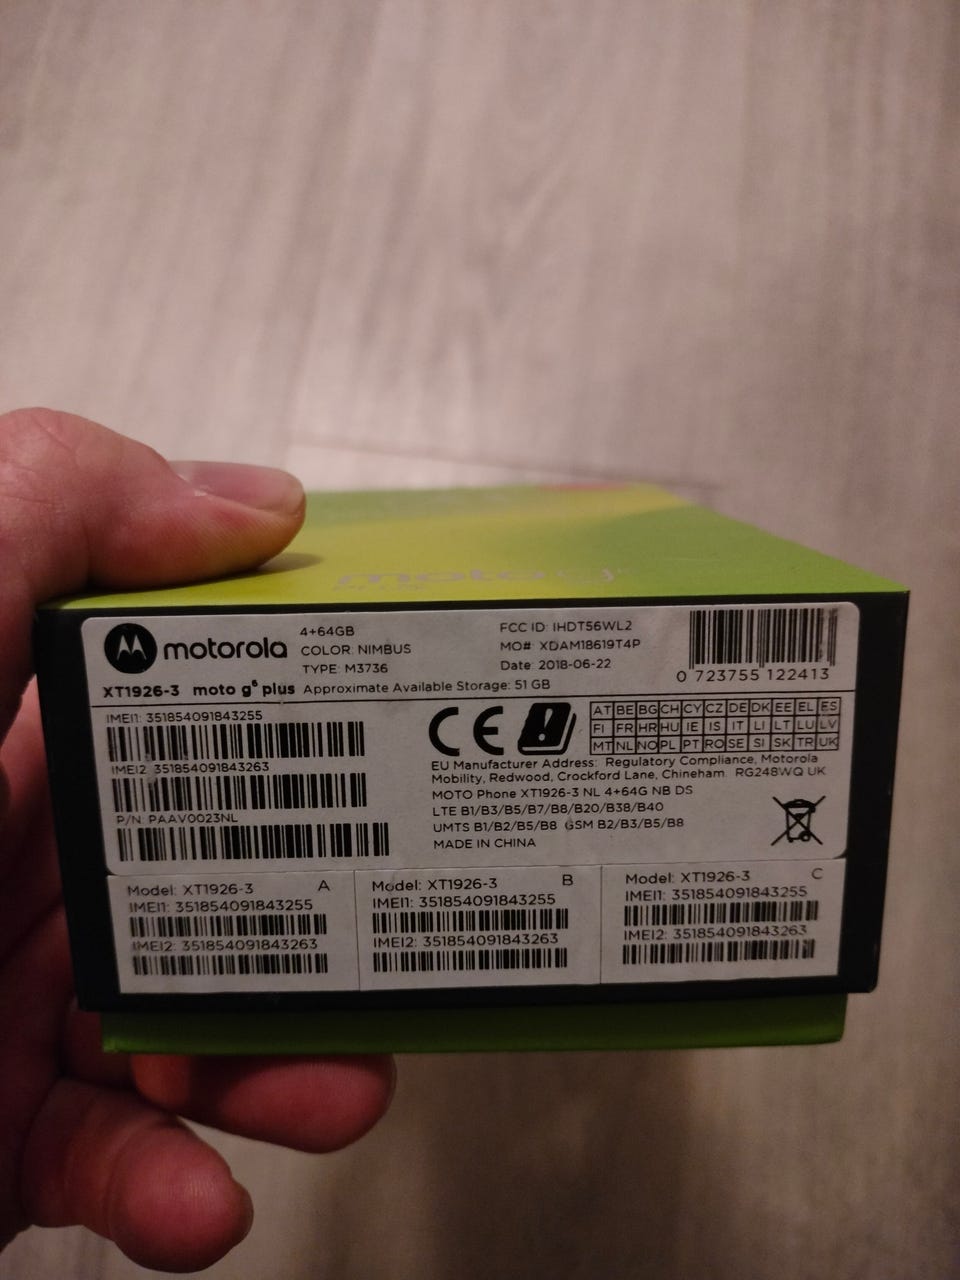 moto g
motorola
4+64GB
COLOR: NIMBUS
TYPE: M3736
FCC ID: IHDT56WL2
MO#: XDAM18619T4P
Date: 2018-06-22
0 723755 122413
XT1926-3 moto g⁶ plus Approximate Available Storage: 51 GB
IMEI1: 351854091843255
IMEI2: 351854091843263
P/N: PAAV0023NL
CE
AT BE BG CH CY CZ DE DK EE EL ES
FI FR HR HU IE IS IT LI LT LU LV
MT NL NO PL PT RO SE SI SK TR UK
EU Manufacturer Address: Regulatory Compliance, Motorola
Mobility, Redwood, Crockford Lane, Chineham RG248WQ UK
MOTO Phone XT1926-3 NL 4+64G NB DS
LTE B1/B3/B5/B7/B8/B20/B38/B40
UMTS B1/B2/B5/B8 GSM B2/B3/B5/B8
MADE IN CHINA
Model: XT1926-3 A
IMEI1: 351854091843255
IMEI2: 351854091843263
Model: XT1926-3 B
IMEI1: 351854091843255
IMEI2: 351854091843263
Model: XT1926-3 C
IMEI1: 351854091843255
IMEI2: 351854091843263